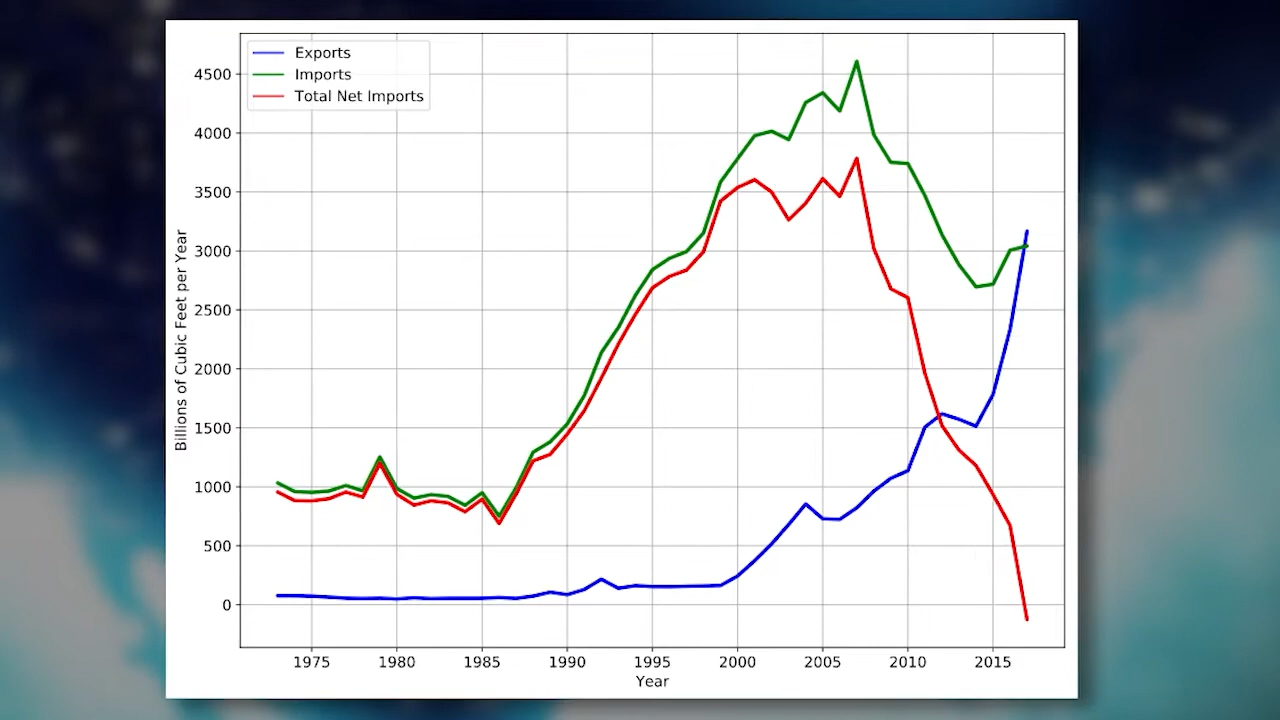 Exports
Imports
Total Net Imports
4500
4000
3500
3000
2500
2000
1500
1000
500
0
Billions of Cubic Feet per Year
1975 1980 1985 1990 1995 2000 2005 2010 2015
Year